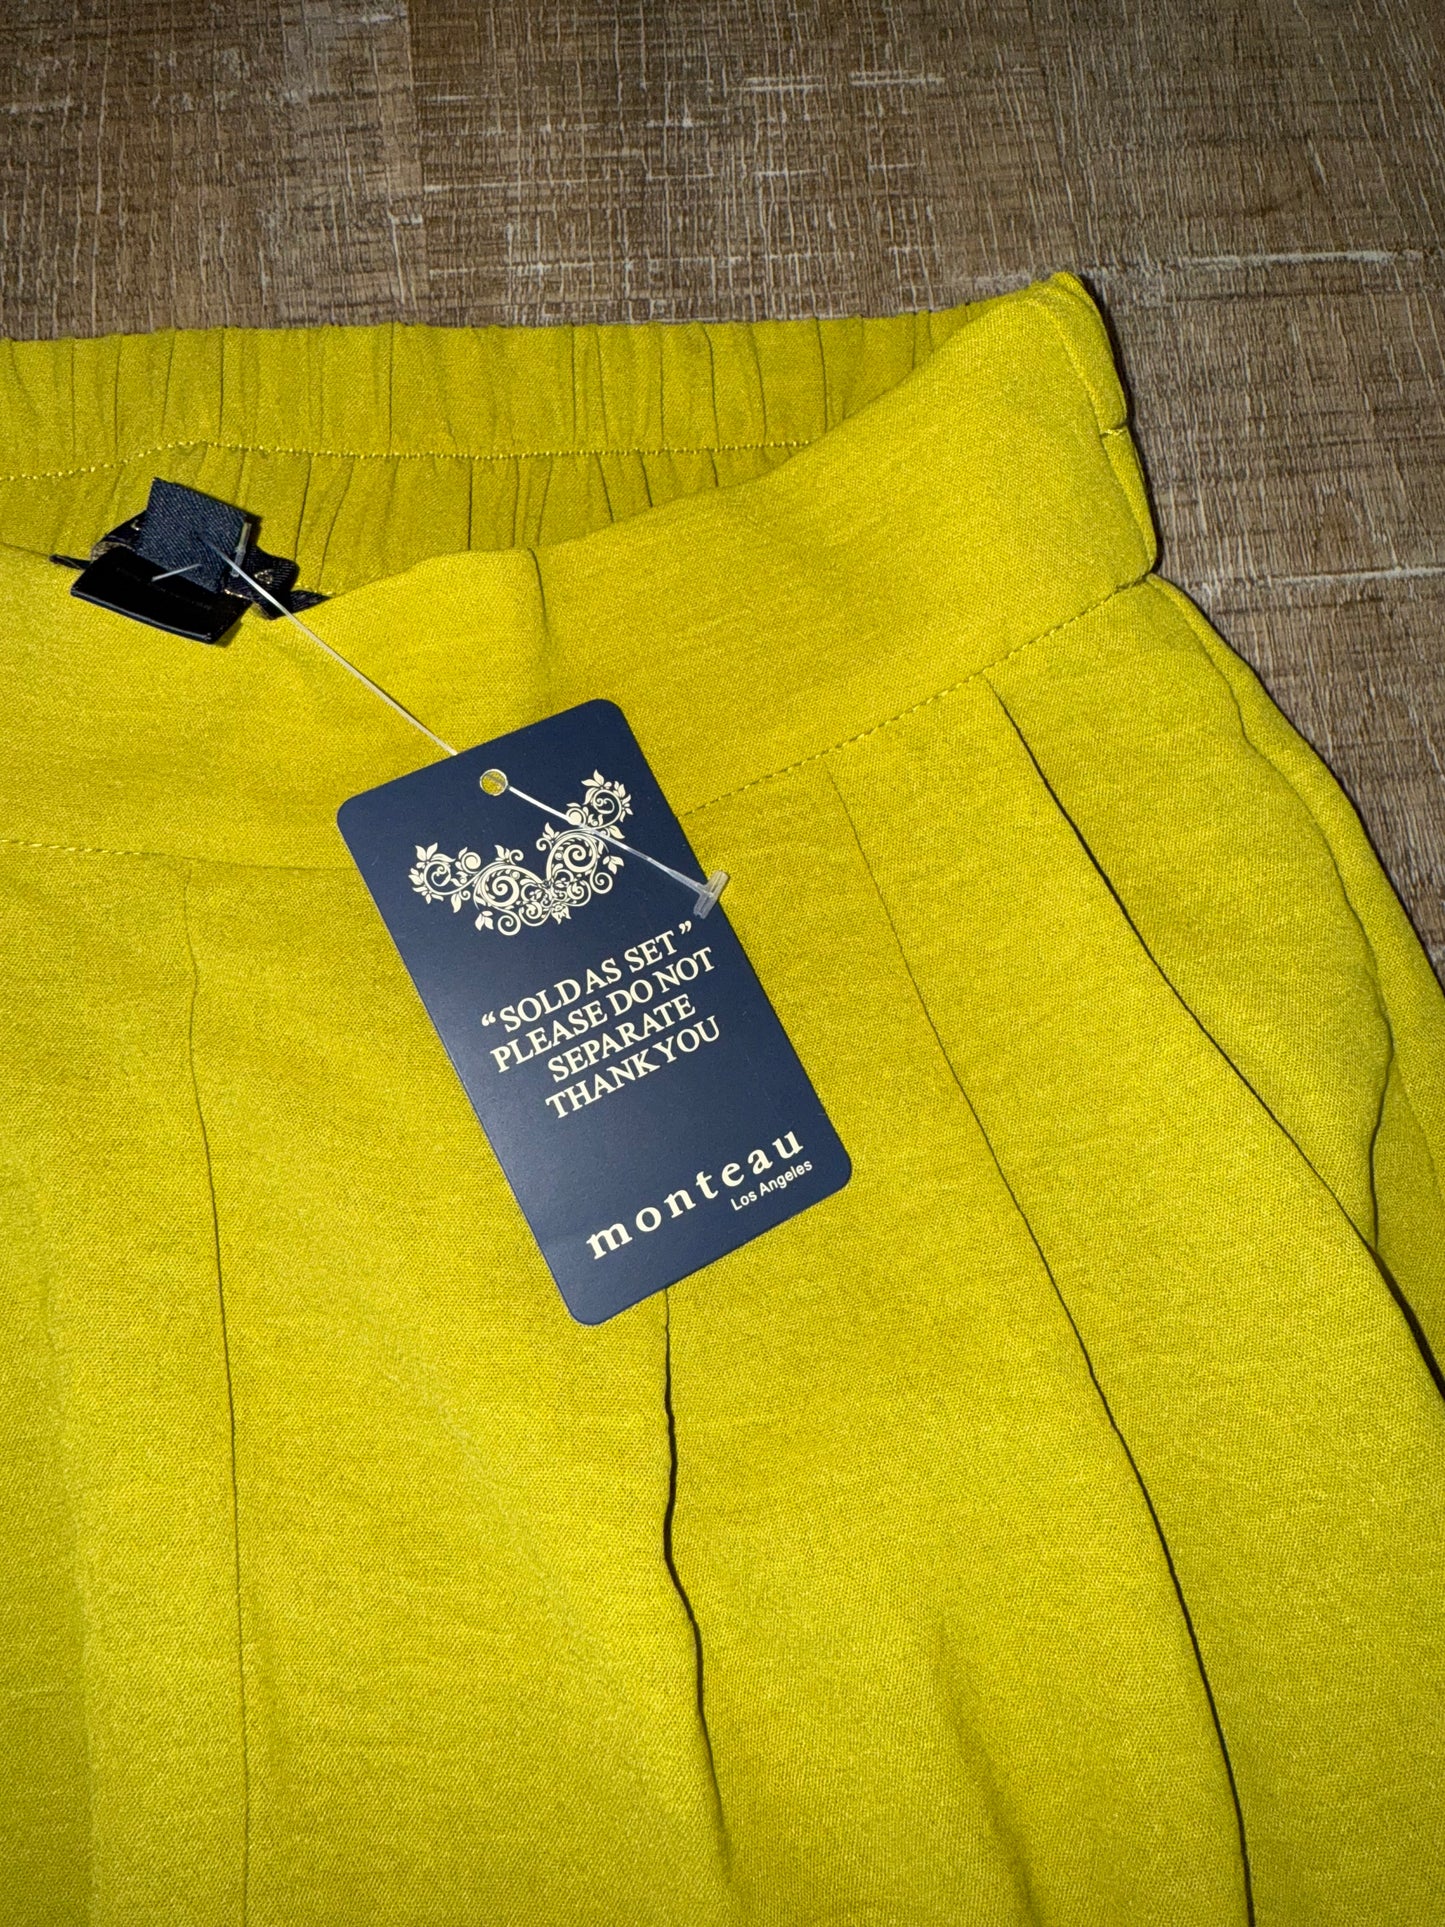 “SOLD AS SET”
PLEASE DO NOT
SEPARATE
THANK YOU
monteau
Los Angeles